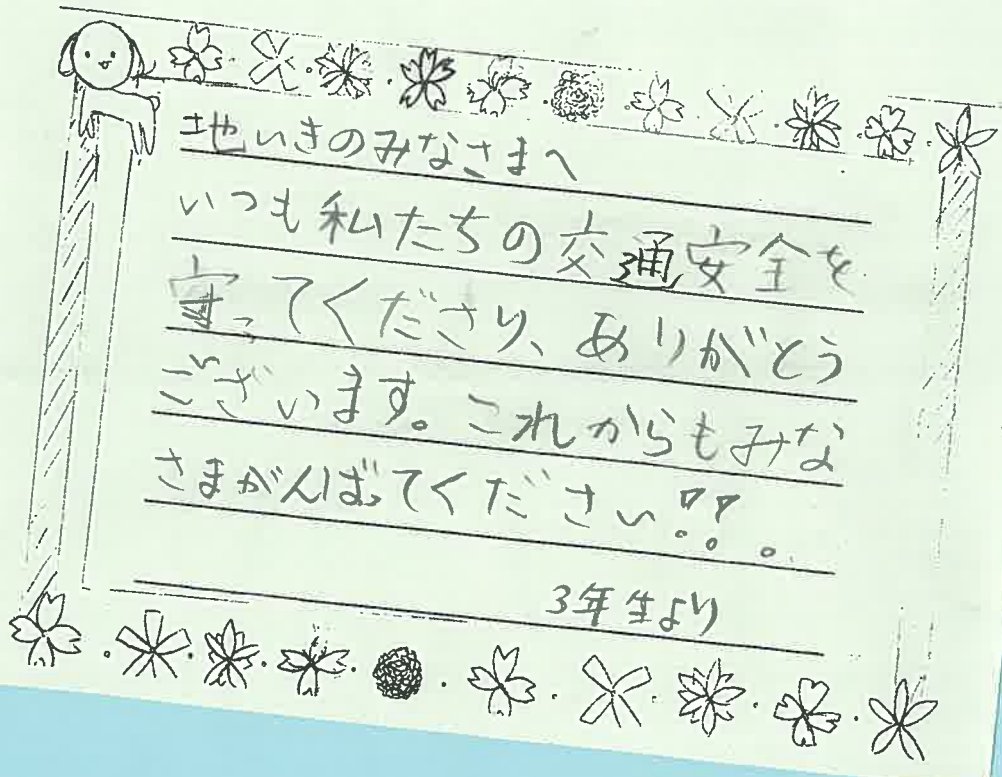 地いきのみなさまへ
いつも私たちの交通安全を
守ってくださり、ありがとう
ございます。これからもみな
さまがんばってください!!。
3年生より